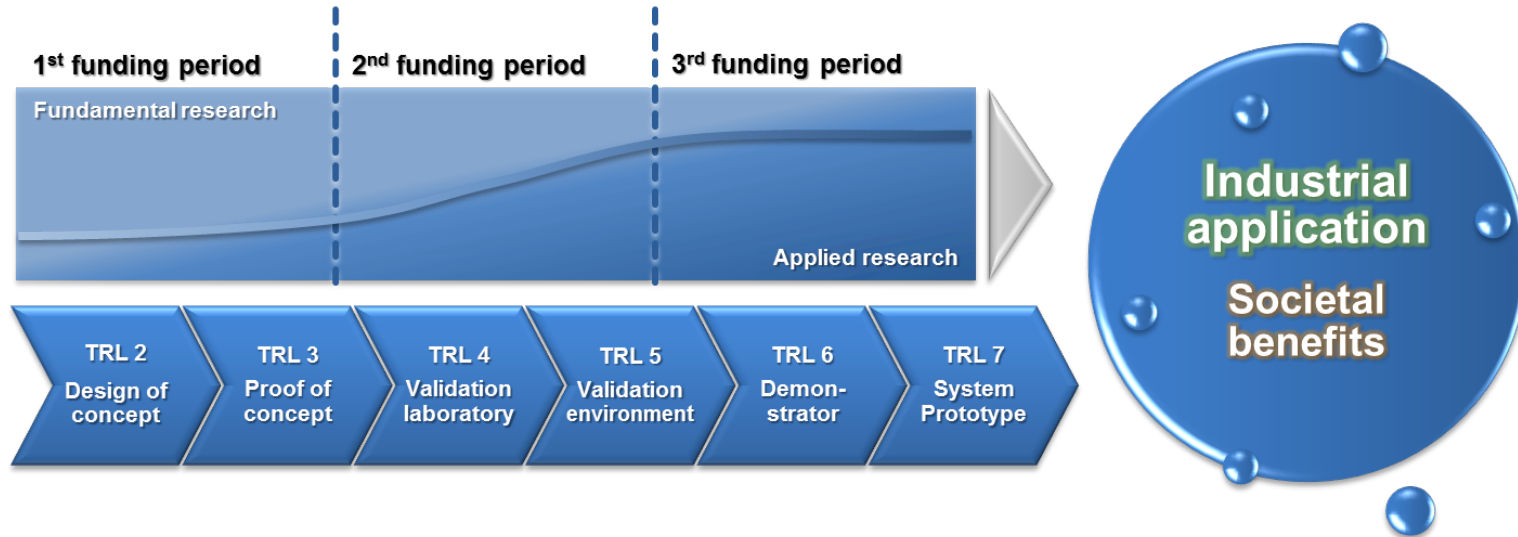 1st funding period
2nd funding period
3rd funding period
Fundamental research
Applied research
TRL 2
Design of
concept
TRL 3
Proof of
concept
TRL 4
Validation
laboratory
TRL 5
Validation
environment
TRL 6
Demon-
strator
TRL 7
System
Prototype
Industrial
application
Societal
benefits